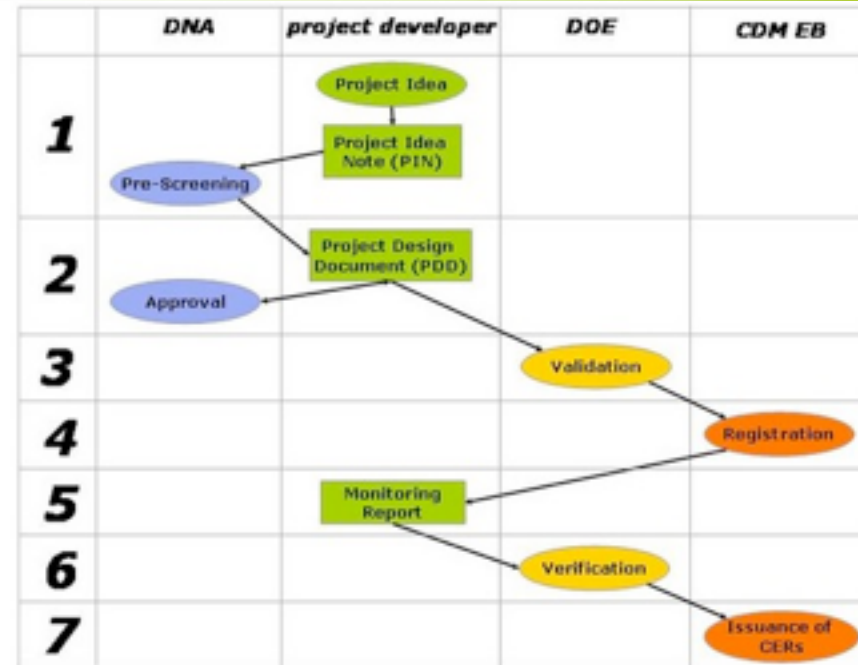 DNA
project developer
DOE
CDM EB
1
Project Idea
Project Idea
Note (PIN)
Pre-Screening
2
Project Design
Document (PDD)
Approval
3
Validation
4
Registration
5
Monitoring
Report
6
Verification
7
Issuance of
CERs